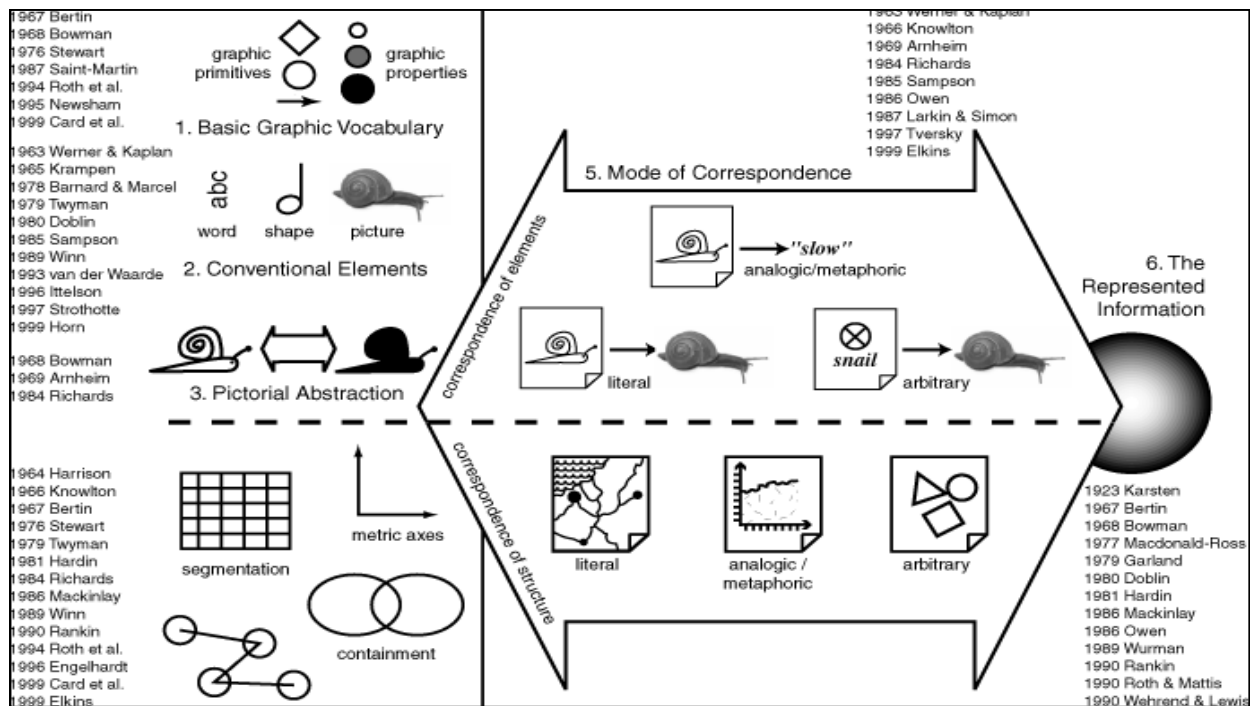 1967 Bertin
1968 Bowman
1976 Stewart
1987 Saint-Martin
1994 Roth et al.
1995 Newsham
1999 Card et al.
graphic
primitives
graphic
properties
1. Basic Graphic Vocabulary
1963 Werner & Kaplan
1965 Krampen
1978 Barnard & Marcel
1979 Twyman
1980 Doblin
1985 Sampson
1989 Winn
1993 van der Waarde
1996 Ittelson
1997 Strothotte
1999 Horn
abc
word
shape
picture
2. Conventional Elements
1968 Bowman
1969 Arnheim
1984 Richards
3. Pictorial Abstraction
1964 Harrison
1966 Knowlton
1967 Bertin
1976 Stewart
1979 Twyman
1981 Hardin
1984 Richards
1986 Mackinlay
1989 Winn
1990 Rankin
1994 Roth et al.
1996 Engelhardt
1999 Card et al.
1999 Elkins
segmentation
metric axes
containment
1963 Werner & Kaplan
1966 Knowlton
1969 Arnheim
1984 Richards
1985 Sampson
1986 Owen
1987 Larkin & Simon
1997 Tversky
1999 Elkins
5. Mode of Correspondence
correspondence of elements
"slow"
analogic/metaphoric
literal
snail
arbitrary
correspondence of structure
literal
analogic /
metaphoric
arbitrary
6. The
Represented
Information
1923 Karsten
1967 Bertin
1968 Bowman
1977 Macdonald-Ross
1979 Garland
1980 Doblin
1981 Hardin
1986 Mackinlay
1986 Owen
1989 Wurman
1990 Rankin
1990 Roth & Mattis
1990 Wehrend & Lewis